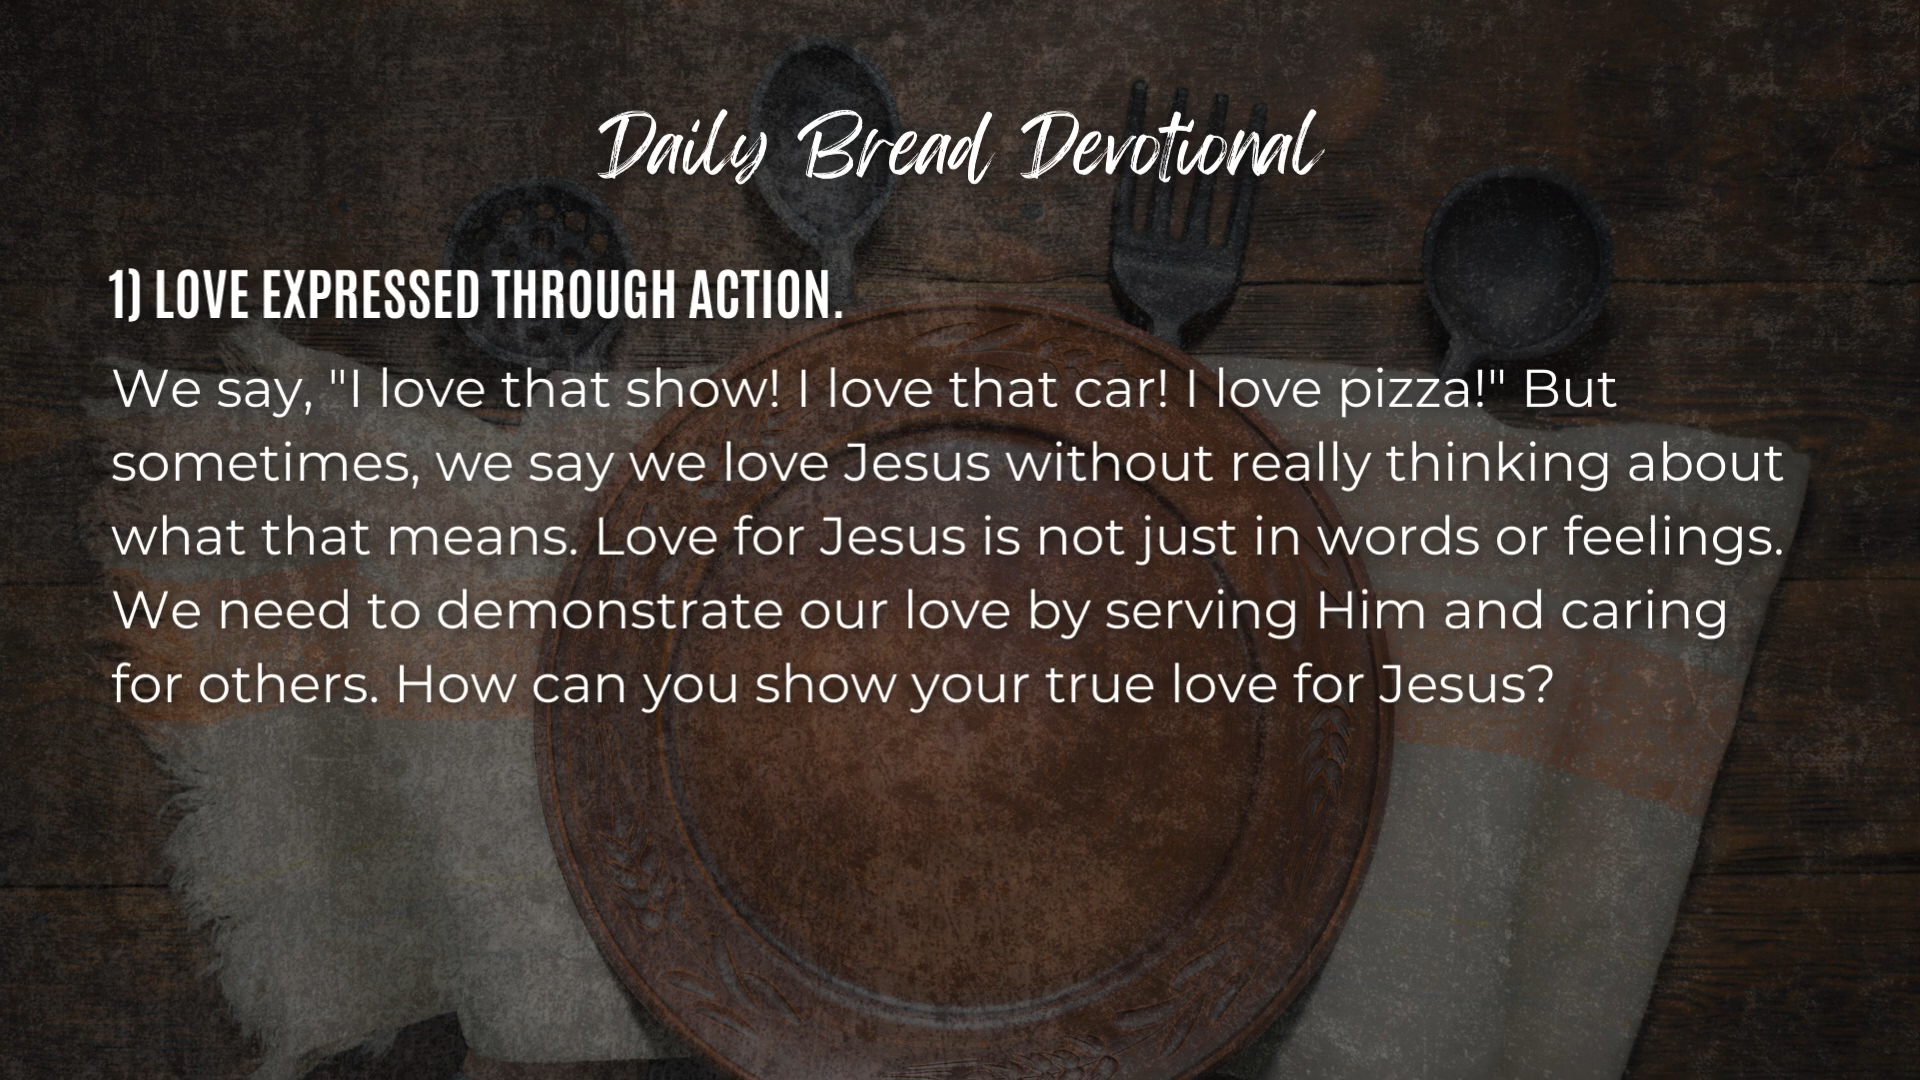 Daily Bread Devotional
1) LOVE EXPRESSED THROUGH ACTION.
We say, "I love that show! I love that car! I love pizza!" But
sometimes, we say we love Jesus without really thinking about
what that means. Love for Jesus is not just in words or feelings.
We need to demonstrate our love by serving Him and caring
for others. How can you show your true love for Jesus?